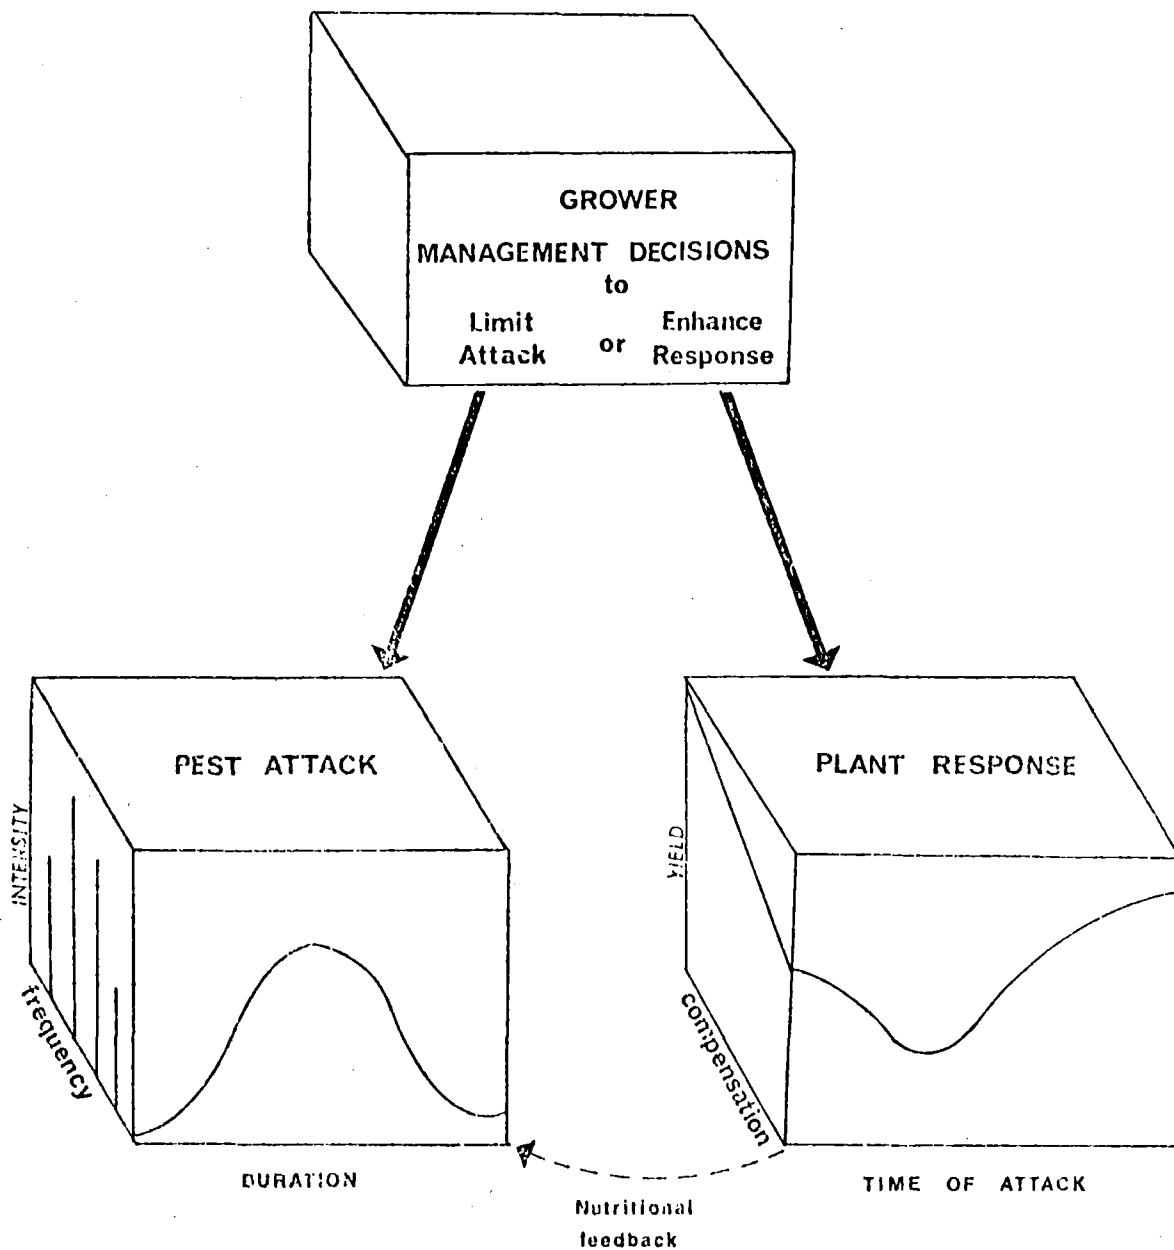 GROWER
MANAGEMENT DECISIONS
to
Limit
Attack
or
Enhance
Response
PEST ATTACK
INTENSITY
frequency
DURATION
PLANT RESPONSE
YIELD
compensation
TIME OF ATTACK
Nutritional
feedback